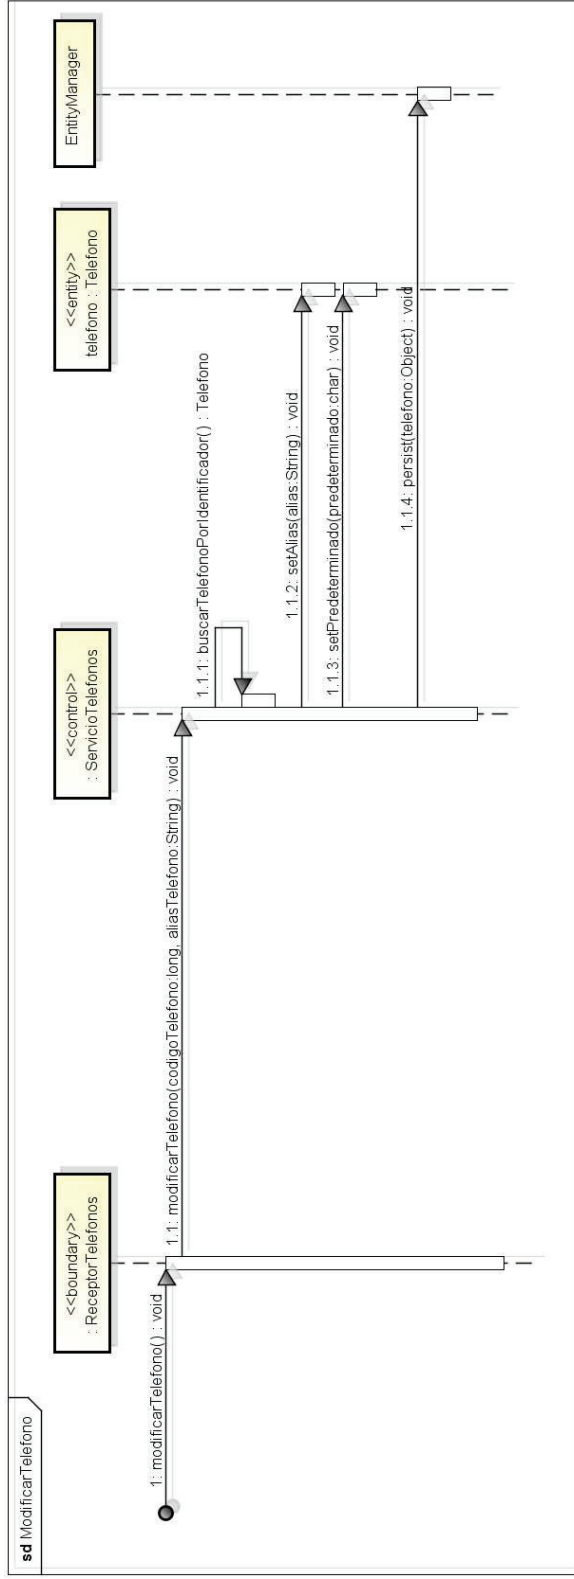 sd ModificarTelefono
<<boundary>>
: ReceptorTelefonos
<<control>>
: ServicioTelefonos
<<entity>>
telefono : Telefono
EntityManager
1: modificarTelefono() : void
1.1: modificarTelefono(codigoTelefono:long, aliasTelefono:String) : void
1.1.1: buscarTelefonoPorIdentificador() : Telefono
1.1.2: setAlias(alias:String) : void
1.1.3: setPredeterminado(predeterminado:char) : void
1.1.4: persist(telefono:Object) : void